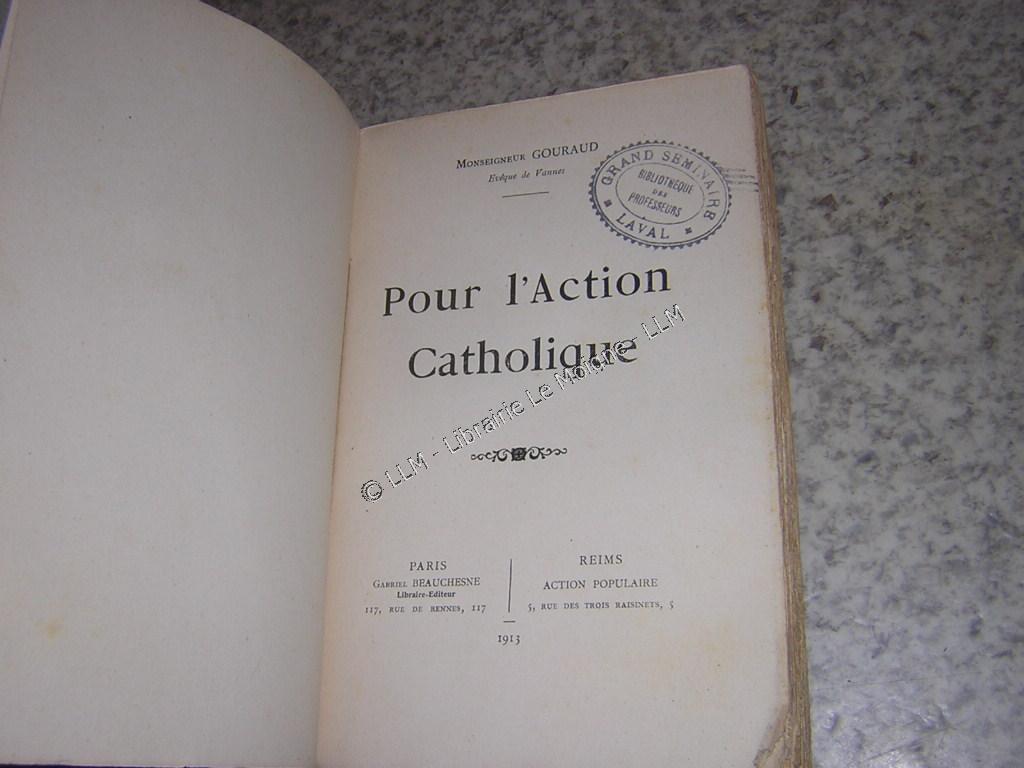 Monseigneur GOURAUD
Evêque de Vannes
GRAND SEMINAIRE
BIBLIOTHEQUE
DES
PROFESSEURS
LAVAL
Pour l'Action
Catholique
© LLM - Librairie Le Moigne - LLM
PARIS
Gabriel BEAUCHESNE
Libraire-Editeur
117, RUE DE RENNES, 117
REIMS
ACTION POPULAIRE
5, RUE DES TROIS RAISINETS, 5
1913